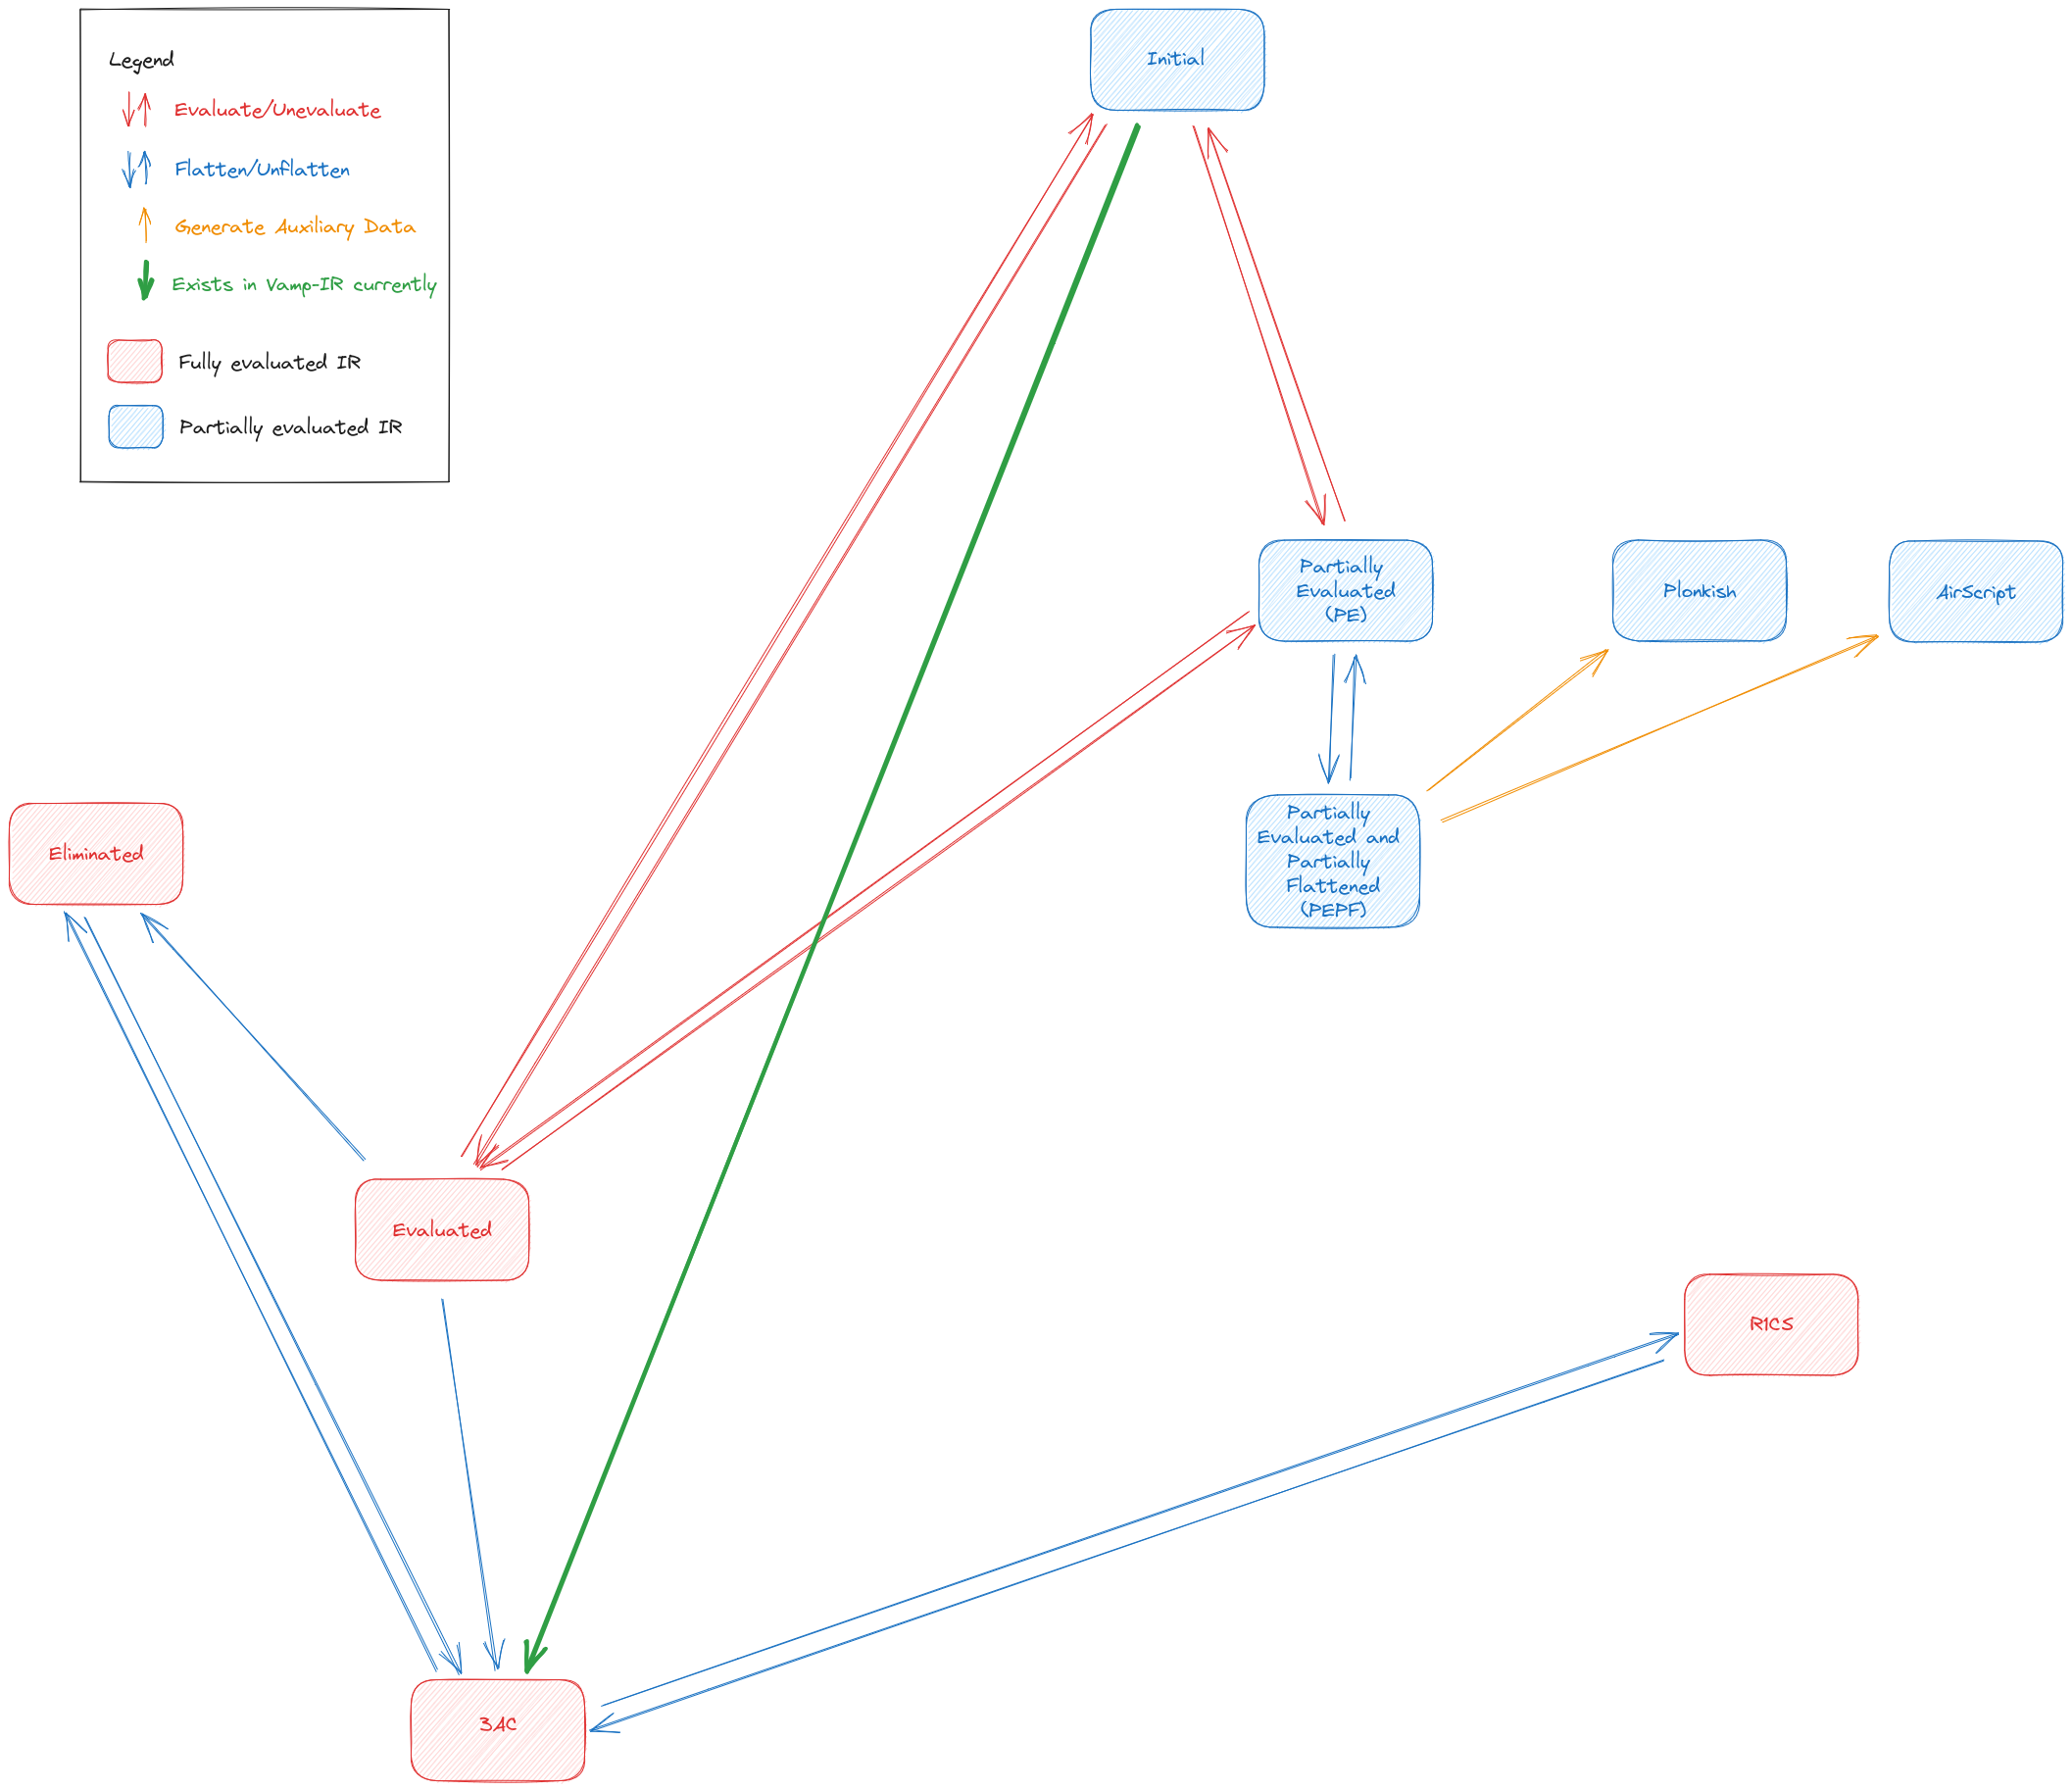 Legend
Evaluate/Unevaluate
Flatten/Unflatten
Generate Auxiliary Data
Exists in Vamp-IR currently
Fully evaluated IR
Partially evaluated IR
Initial
Partially
Evaluated
(PE)
Plonkish
AirScript
Partially
Evaluated and
Partially
Flattened
(PEPF)
Eliminated
Evaluated
R1CS
3AC